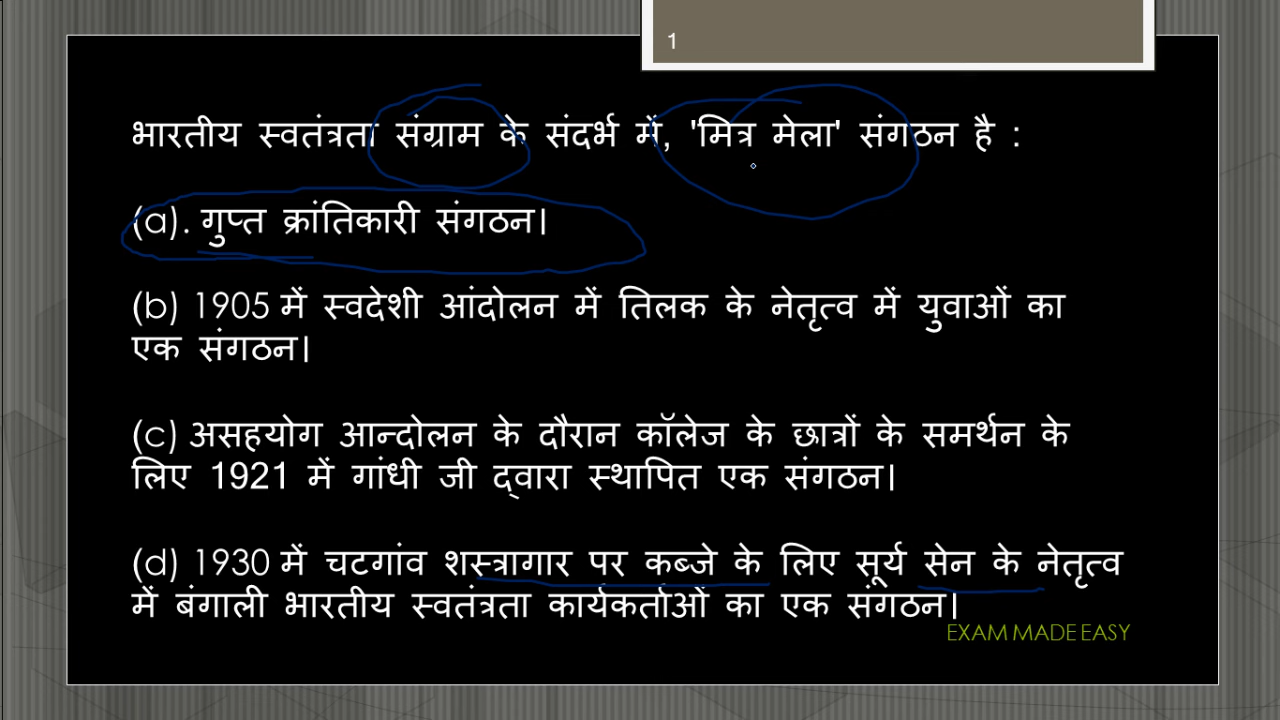 1
भारतीय स्वतंत्रता संग्राम के संदर्भ में, 'मित्र मेला' संगठन है :
(a). गुप्त क्रांतिकारी संगठन।
(b) 1905 में स्वदेशी आंदोलन में तिलक के नेतृत्व में युवाओं का
एक संगठन।
(c) असहयोग आन्दोलन के दौरान कॉलेज के छात्रों के समर्थन के
लिए 1921 में गांधी जी द्वारा स्थापित एक संगठन।
(d) 1930 में चटगांव शस्त्रागार पर कब्जे के लिए सूर्य सेन के नेतृत्व
में बंगाली भारतीय स्वतंत्रता कार्यकर्ताओं का एक संगठन।
EXAM MADE EASY